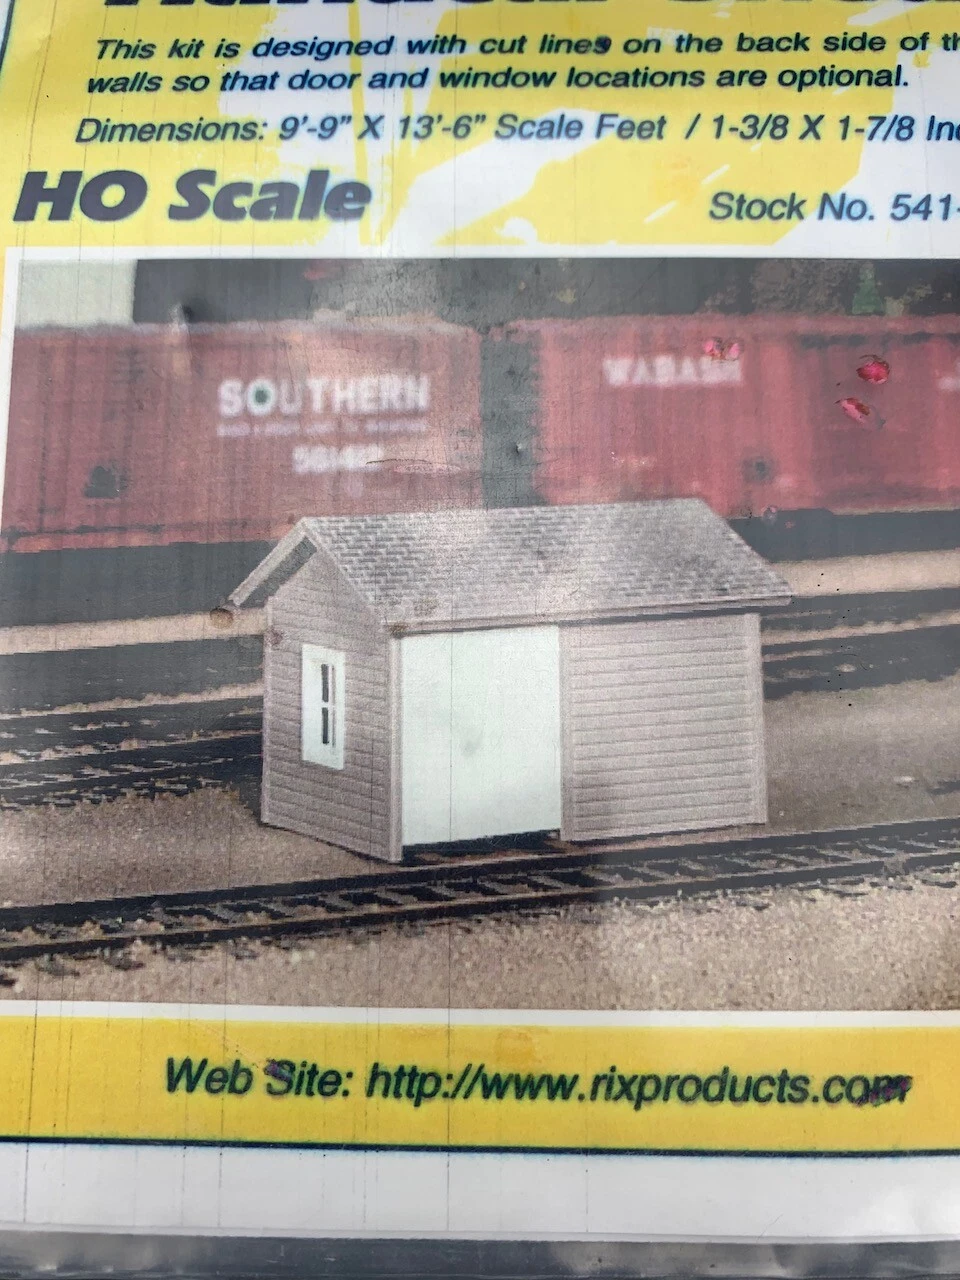 This kit is designed with cut lines on the back side of
walls so that door and window locations are optional.
Dimensions: 9'-9" X 13'-6" Scale Feet / 1-3/8 X 1-7/8
HO Scale
Stock No. 541-
SOUTHERN
WABASH
Web Site: http://www.rixproducts.com